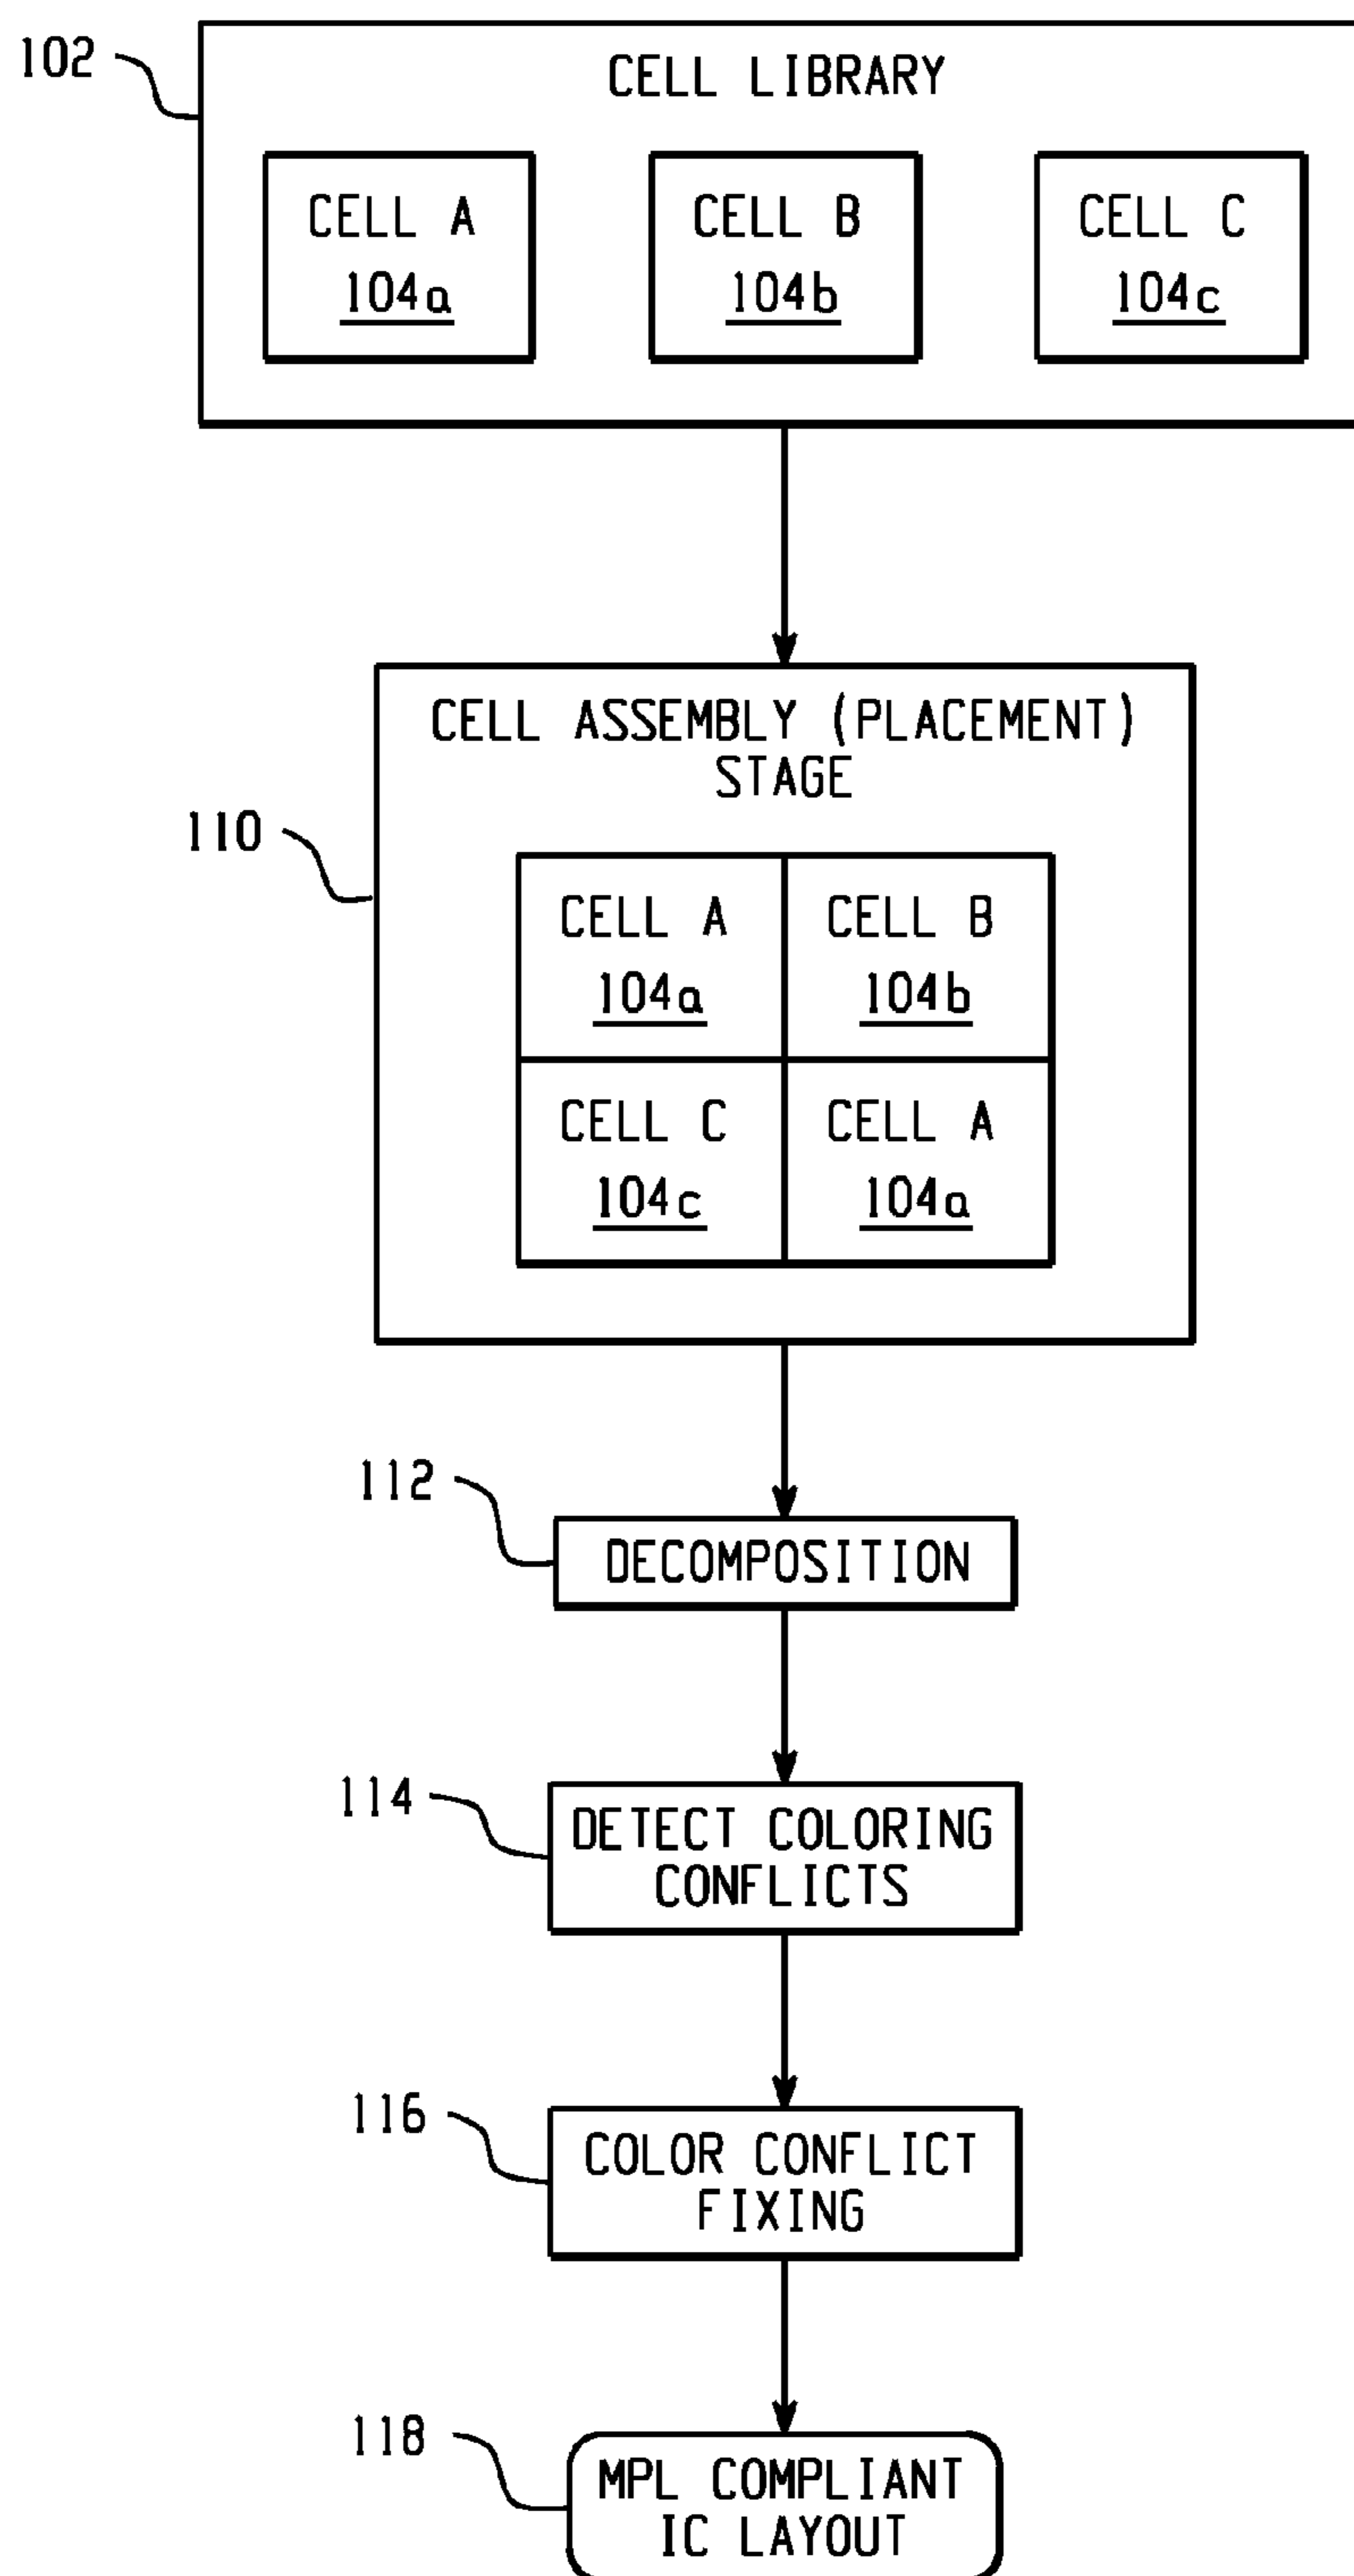 102
CELL LIBRARY
CELL A
104a
CELL B
104b
CELL C
104c
CELL ASSEMBLY (PLACEMENT)
STAGE
110
CELL A
104a
CELL B
104b
CELL C
104c
CELL A
104a
112
DECOMPOSITION
114
DETECT COLORING
CONFLICTS
116
COLOR CONFLICT
FIXING
118
MPL COMPLIANT
IC LAYOUT